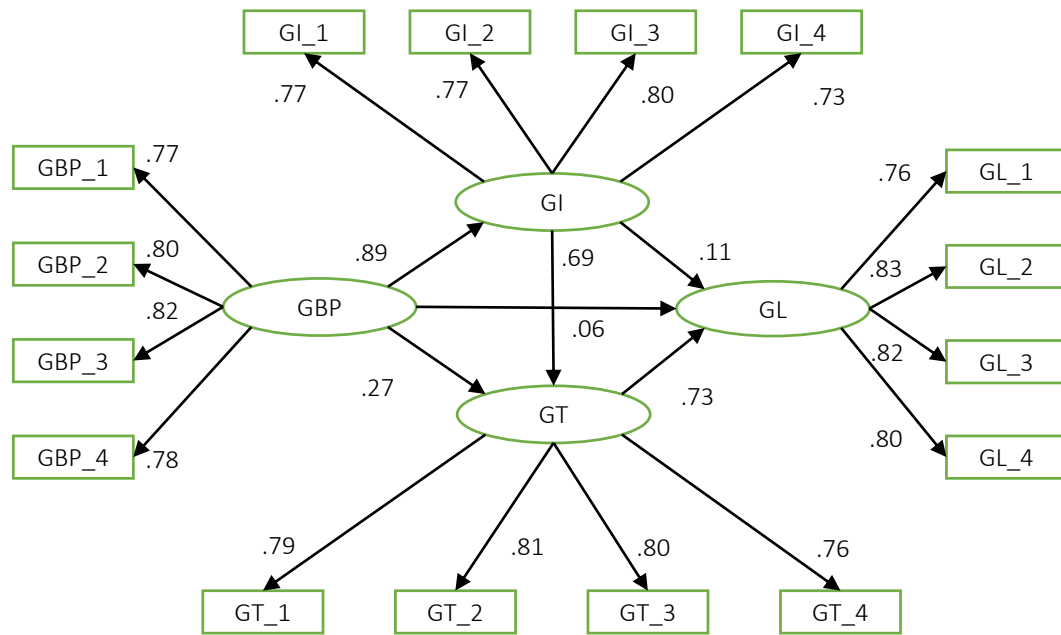 GI_1
GI_2
GI_3
GI_4
.77
.77
.80
.73
GBP_1
.77
GL_1
.76
GI
GBP_2
.80
.89
.69
.11
.83
GL_2
GBP
GL
.82
.06
GBP_3
.82
GL_3
.27
.73
GT
GBP_4
.78
.80
GL_4
.79
.81
.80
.76
GT_1
GT_2
GT_3
GT_4